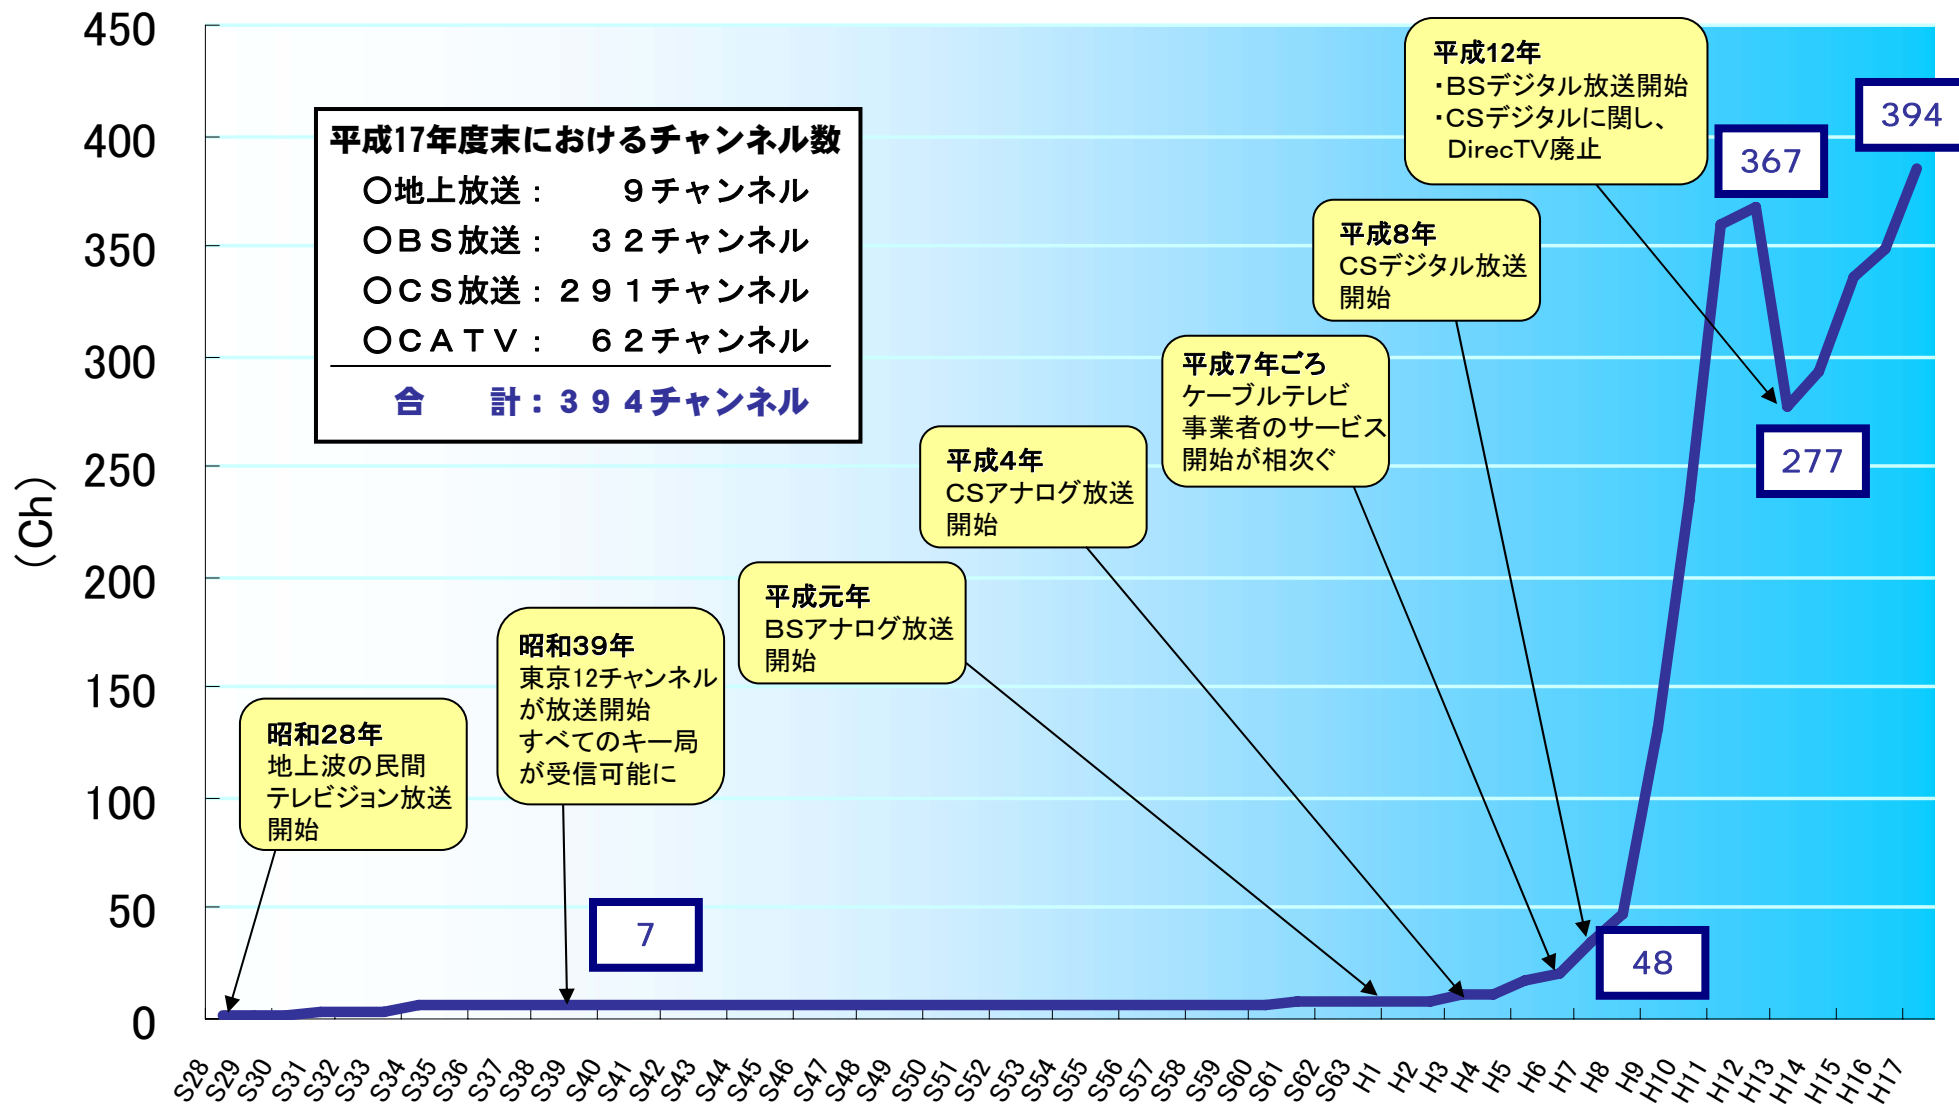 450
400
350
300
250
200
150
100
50
0
(Ch)
平成17年度末におけるチャンネル数
○地上放送： 9チャンネル
○BS放送： 32チャンネル
○CS放送：291チャンネル
○CATV： 62チャンネル
合 計：394チャンネル
昭和28年
地上波の民間
テレビジョン放送
開始
昭和39年
東京12チャンネル
が放送開始
すべてのキー局
が受信可能に
7
平成元年
BSアナログ放送
開始
平成4年
CSアナログ放送
開始
平成7年ごろ
ケーブルテレビ
事業者のサービス
開始が相次ぐ
平成8年
CSデジタル放送
開始
平成12年
・BSデジタル放送開始
・CSデジタルに関し、
DirecTV廃止
48
367
277
394
S28
S29
S30
S31
S32
S33
S34
S35
S36
S37
S38
S39
S40
S41
S42
S43
S44
S45
S46
S47
S48
S49
S50
S51
S52
S53
S54
S55
S56
S57
S58
S59
S60
S61
S62
S63
H1
H2
H3
H4
H5
H6
H7
H8
H9
H10
H11
H12
H13
H14
H15
H16
H17